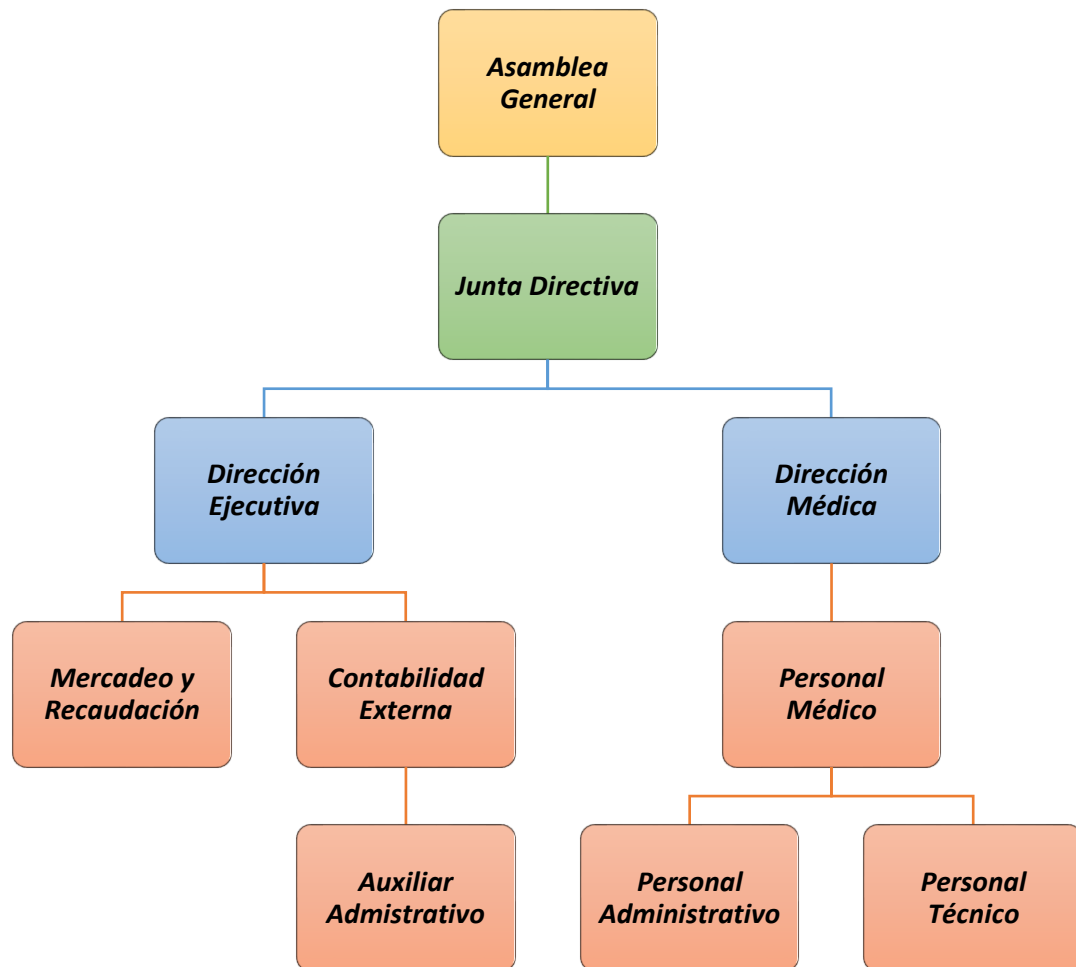 Asamblea
General
Junta Directiva
Dirección
Ejecutiva
Dirección
Médica
Mercadeo y
Recaudación
Contabilidad
Externa
Personal
Médico
Auxiliar
Admistrativo
Personal
Administrativo
Personal
Técnico